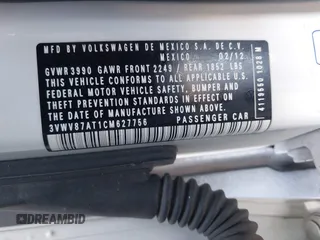 MFD BY VOLKSWAGEN DE MEXICO S.A. DE C.V.
MEXICO 02/12
GVWR 3990 GAWR FRONT 2249 / REAR 1852 LBS
THIS VEHICLE CONFORMS TO ALL APPLICABLE U.S.
FEDERAL MOTOR VEHICLE SAFETY, BUMPER AND
THEFT PREVENTION STANDARDS IN EFFECT ON
THE DATE OF MANUFACTURE SHOWN ABOVE.
3VWV87AT1CM627756 PASSENGER CAR
411960 1028 M
DREAMBID